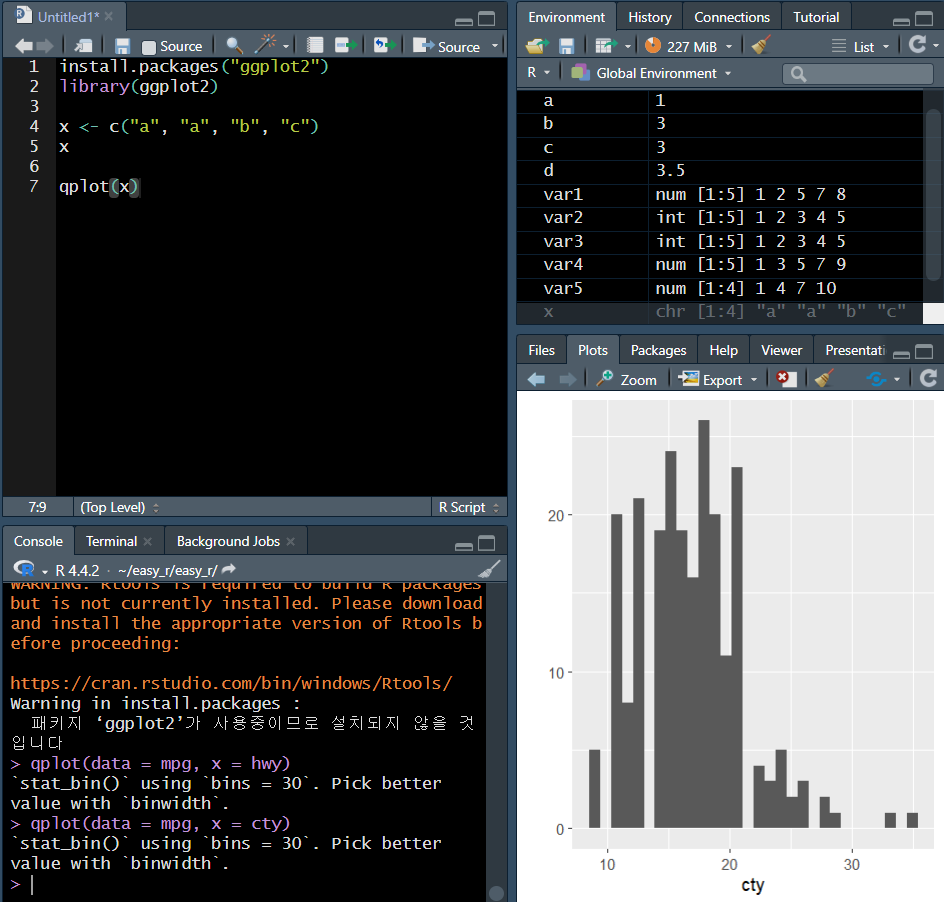 Untitled1*
Source
Source
1 install.packages("ggplot2")
2 library(ggplot2)
3
4 x <- c("a", "a", "b", "c")
5 x
6
7 qplot(x)
7:9 (Top Level) R Script
Console Terminal Background Jobs
R 4.4.2 · ~/easy_r/easy_r/
WARNING: Rtools is required to build R packages
but is not currently installed. Please download
and install the appropriate version of Rtools b
efore proceeding:
https://cran.rstudio.com/bin/windows/Rtools/
Warning in install.packages :
패키지 ‘ggplot2’가 사용중이므로 설치되지 않을 것
입니다
> qplot(data = mpg, x = hwy)
`stat_bin()` using `bins = 30`. Pick better
value with `binwidth`.
> qplot(data = mpg, x = cty)
`stat_bin()` using `bins = 30`. Pick better
value with `binwidth`.
>
Environment History Connections Tutorial
227 MiB List
R Global Environment
a 1
b 3
c 3
d 3.5
var1 num [1:5] 1 2 5 7 8
var2 int [1:5] 1 2 3 4 5
var3 int [1:5] 1 2 3 4 5
var4 num [1:5] 1 3 5 7 9
var5 num [1:4] 1 4 7 10
x chr [1:4] "a" "a" "b" "c"
Files Plots Packages Help Viewer Presentati
Zoom Export
20
10
0
10 20 30
cty